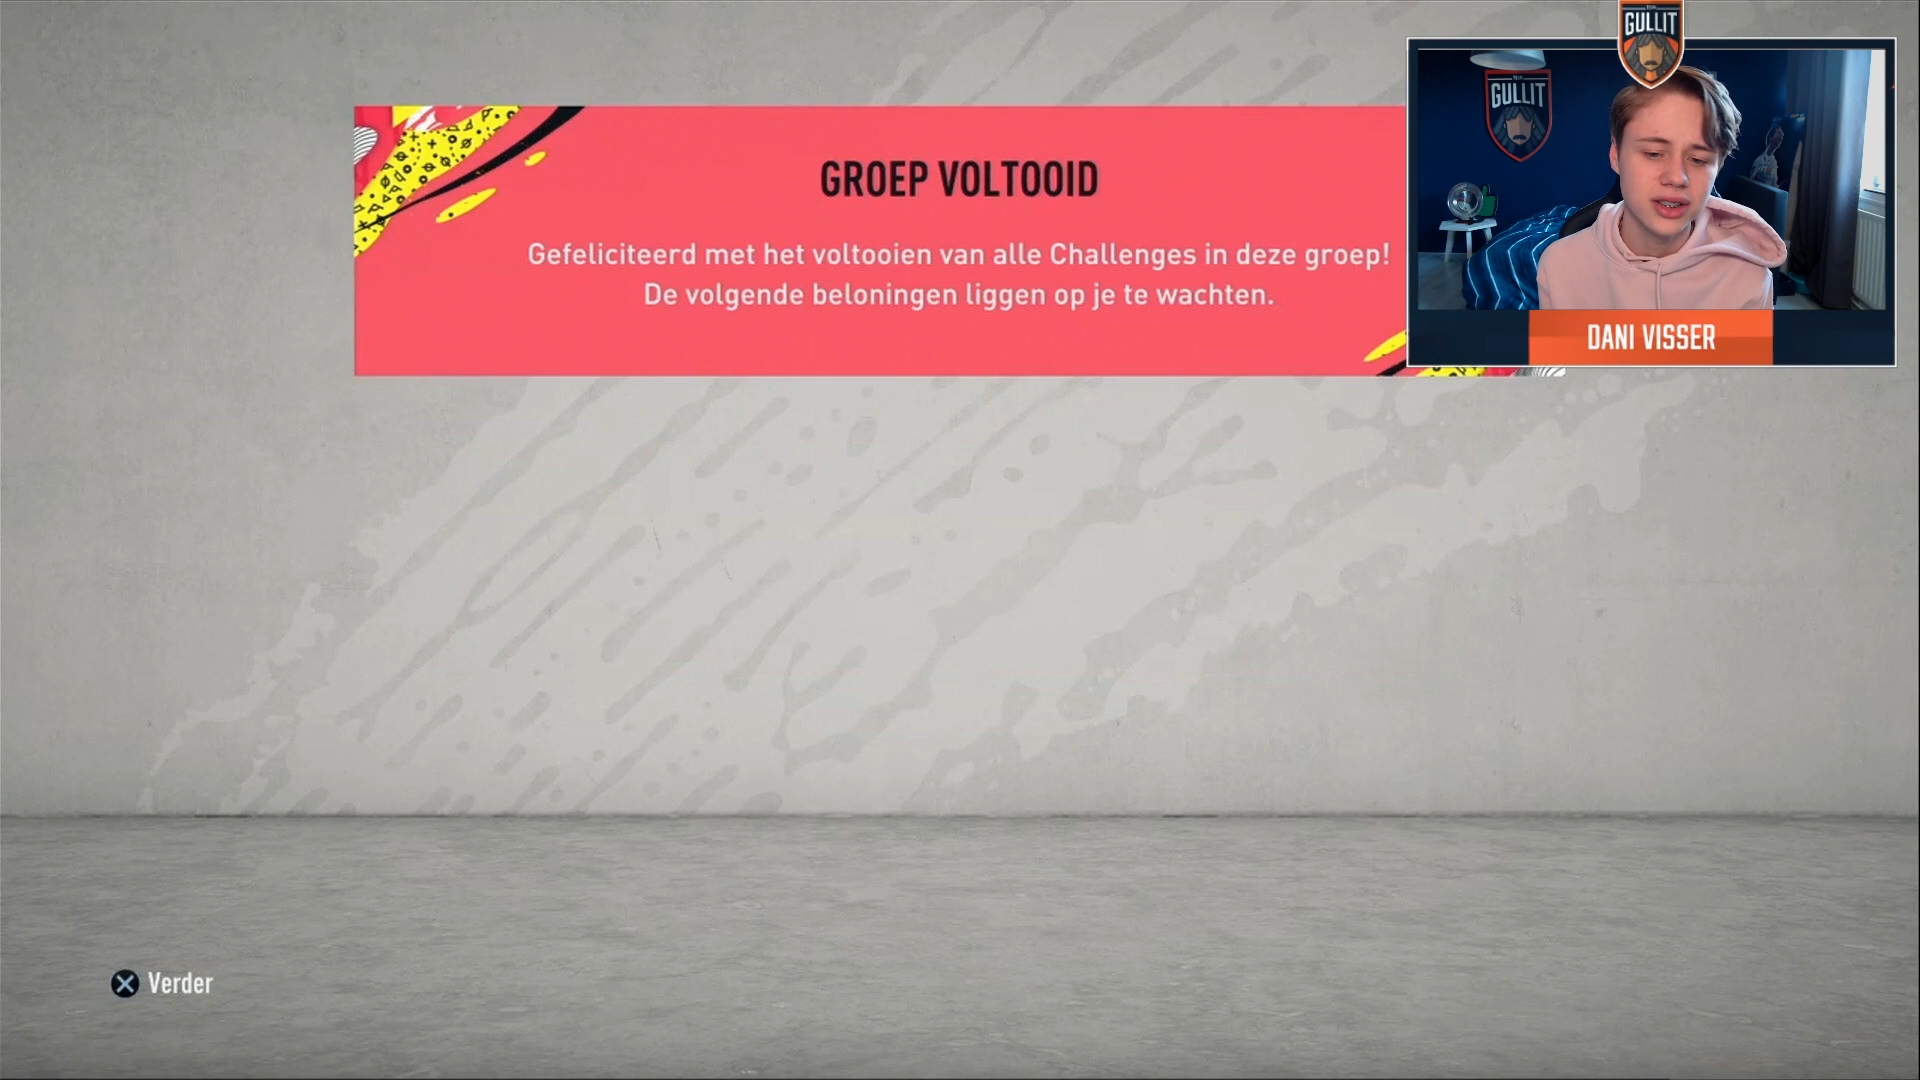 GULLIT
GULLIT
GROEP VOLTOOID
Gefeliciteerd met het voltooien van alle Challenges in deze groep!
De volgende beloningen liggen op je te wachten.
DANI VISSER
Verder